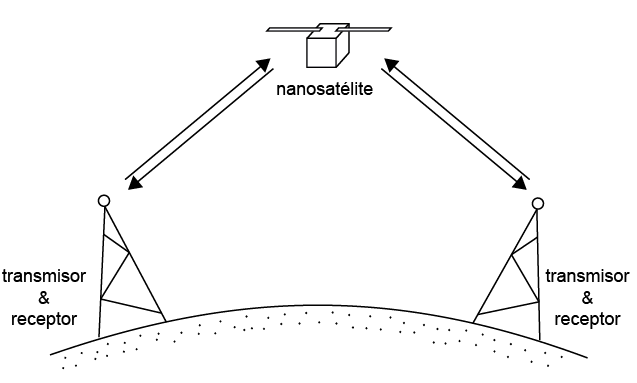 nanosatélite
transmisor
&
receptor
transmisor
&
receptor